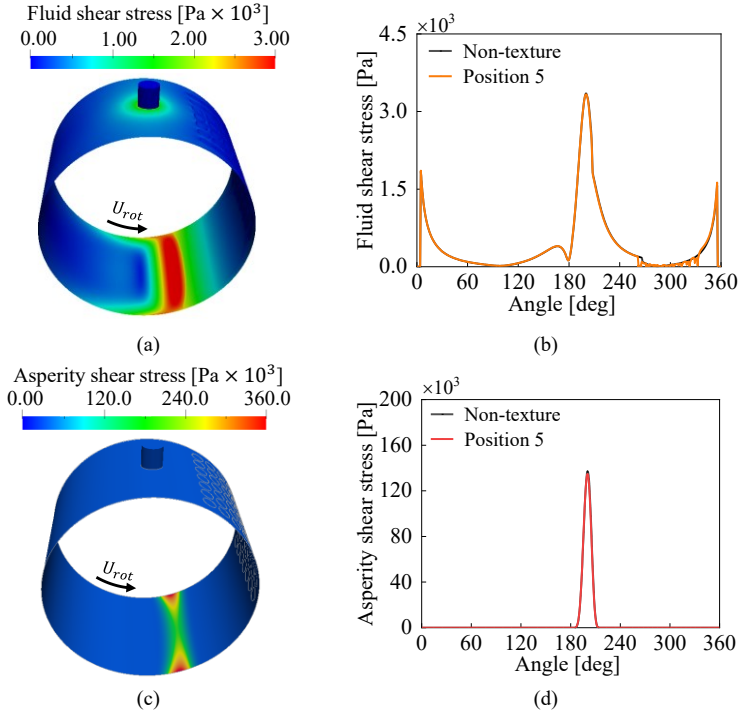 Fluid shear stress [Pa × 10³]
0.00 1.00 2.00 3.00
U_rot
(a)
×10³
4.5
3.0
1.5
0.0
Fluid shear stress [Pa]
Non-texture
Position 5
0 60 120 180 240 300 360
Angle [deg]
(b)
Asperity shear stress [Pa × 10³]
0.00 120.0 240.0 360.0
U_rot
(c)
×10³
200
160
120
80
40
0
Asperity shear stress [Pa]
Non-texture
Position 5
0 60 120 180 240 300 360
Angle [deg]
(d)